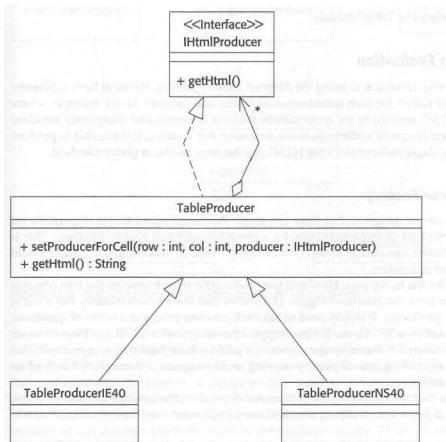 <<Interface>>
IHtmlProducer
+ getHtml()
*
TableProducer
+ setProducerForCell(row : int, col : int, producer : IHtmlProducer)
+ getHtml() : String
TableProducerIE40
TableProducerNS40